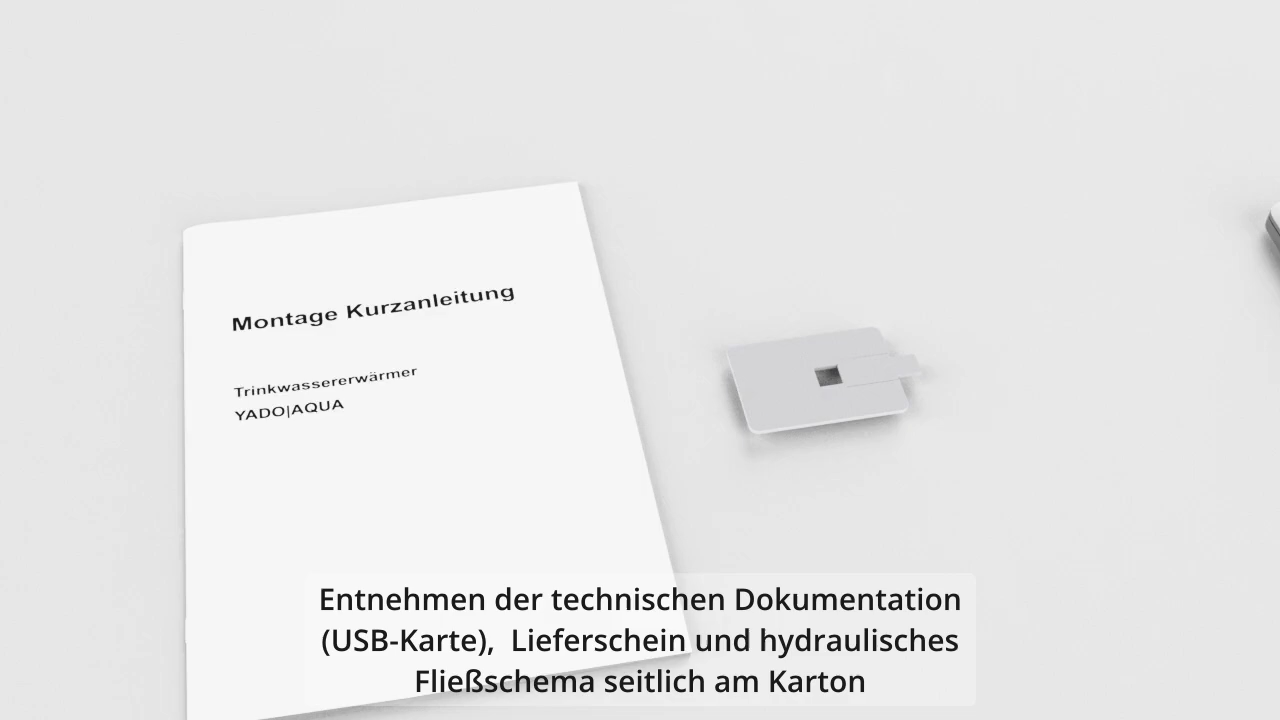 Montage Kurzanleitung
Trinkwassererwärmer
YADO|AQUA
Entnehmen der technischen Dokumentation
(USB-Karte),  Lieferschein und hydraulisches
Fließschema seitlich am Karton